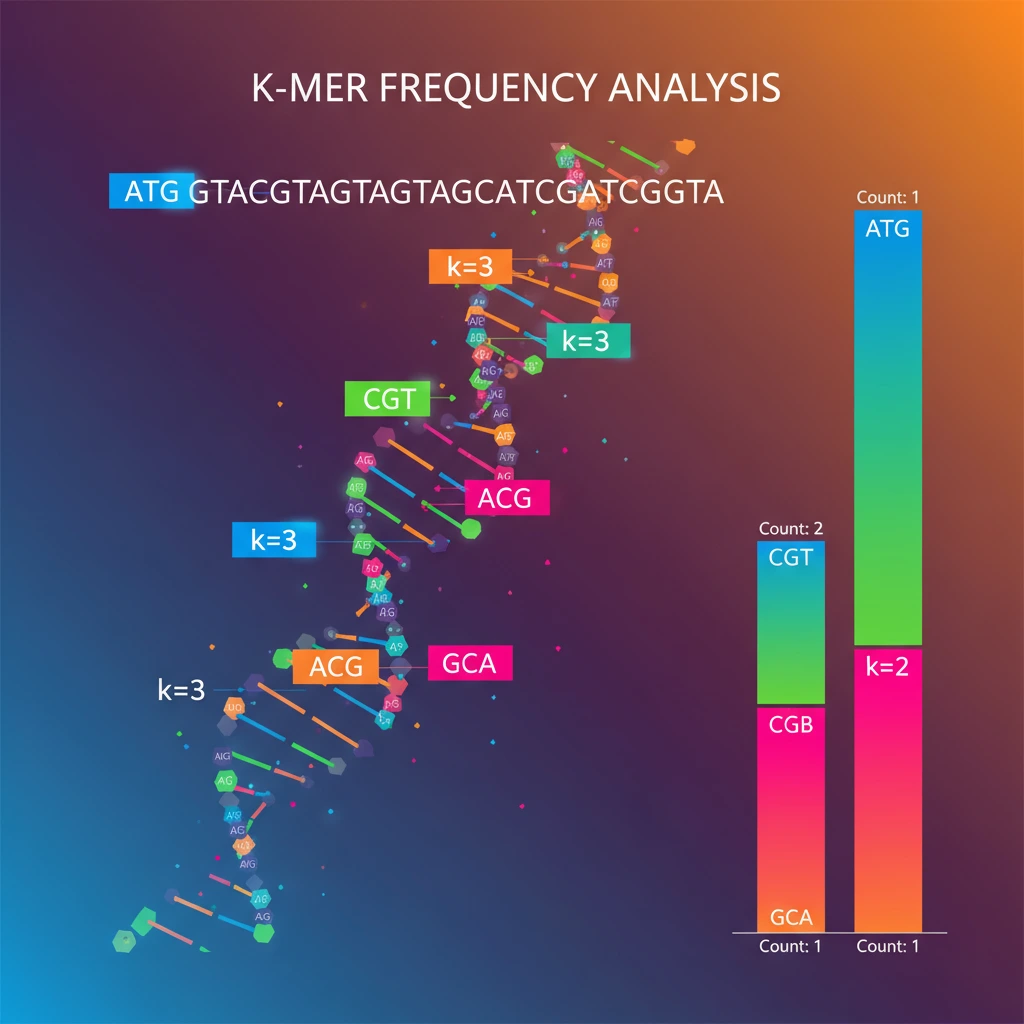 K-MER FREQUENCY ANALYSIS
ATG GTACGTAGTAGTAGCATCGATCGGTA
k=3
k=3
CGT
ACG
k=3
ACG
GCA
k=3
Count: 1
ATG
Count: 2
CGT
k=2
CGB
GCA
Count: 1
Count: 1